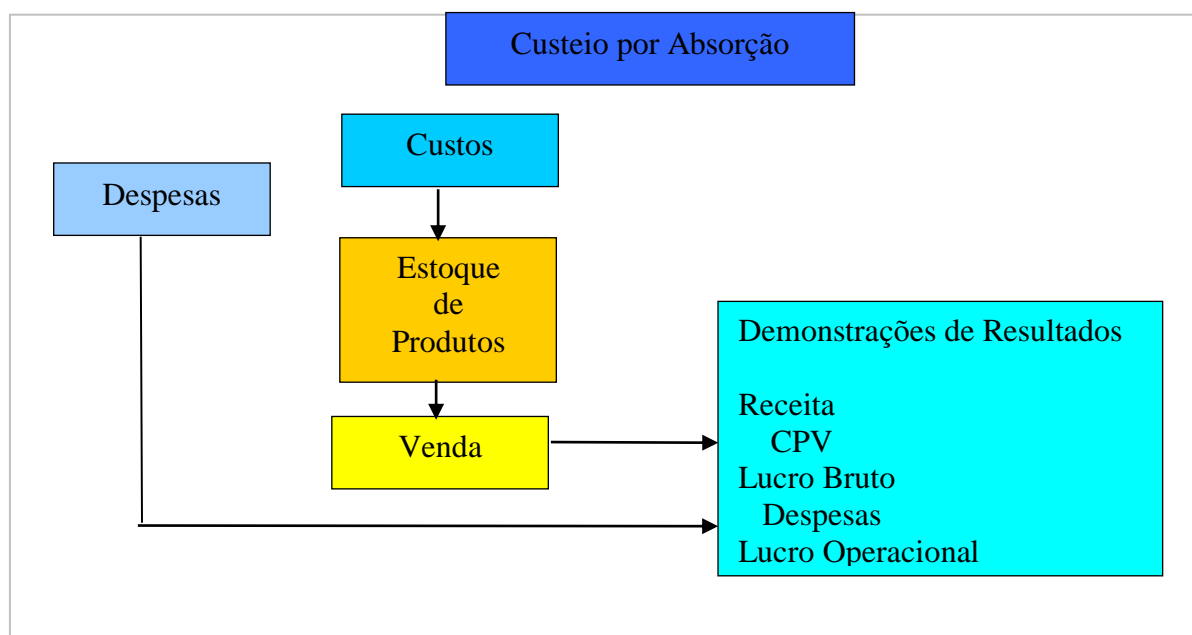 Custeio por Absorção
Custos
Despesas
Estoque
de
Produtos
Venda
Demonstrações de Resultados
Receita
CPV
Lucro Bruto
Despesas
Lucro Operacional